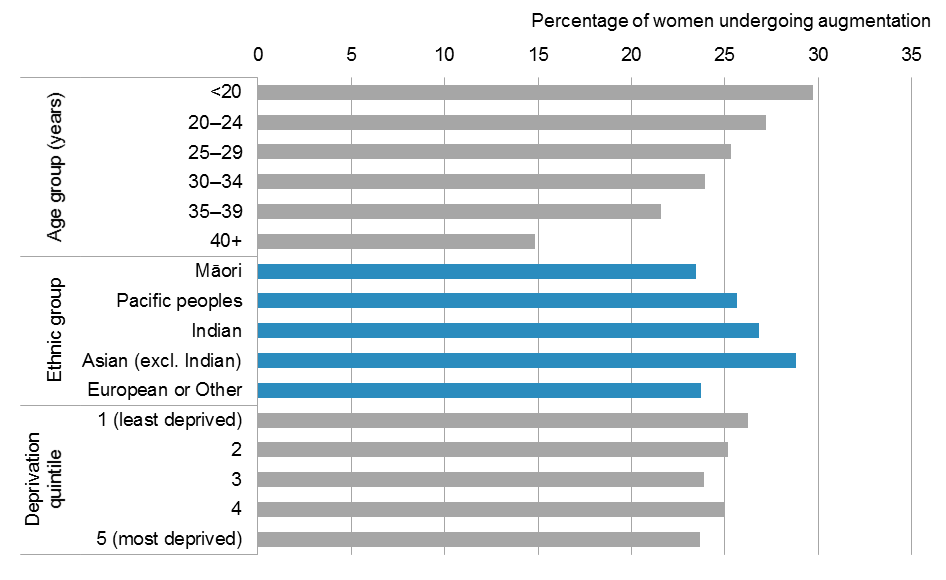 Percentage of women undergoing augmentation
0 5 10 15 20 25 30 35
Age group (years)
<20
20–24
25–29
30–34
35–39
40+
Ethnic group
Māori
Pacific peoples
Indian
Asian (excl. Indian)
European or Other
Deprivation
quintile
1 (least deprived)
2
3
4
5 (most deprived)